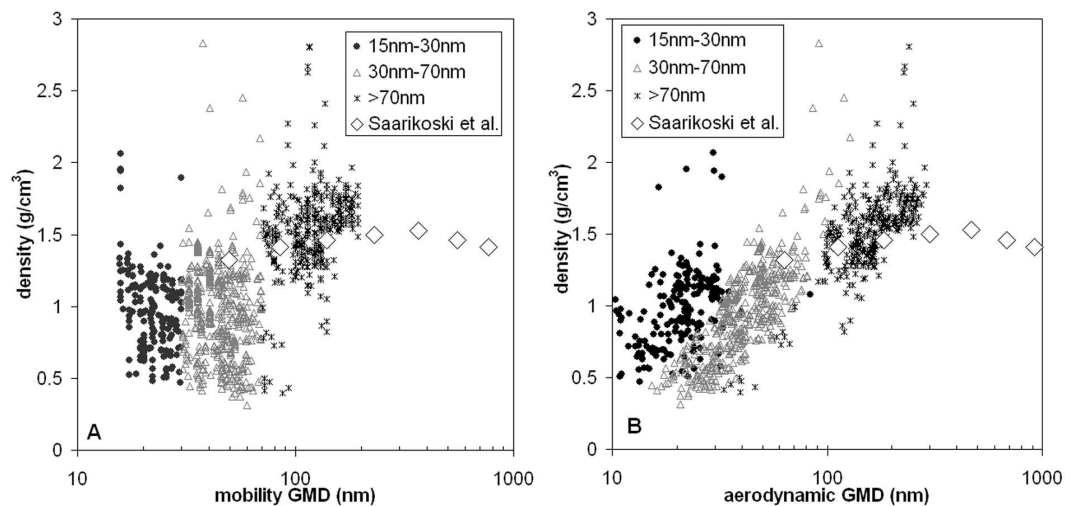 3
2.5
2
1.5
1
0.5
0
density (g/cm³)
15nm-30nm
30nm-70nm
>70nm
Saarikoski et al.
A
10
100
1000
mobility GMD (nm)
3
2.5
2
1.5
1
0.5
0
density (g/cm³)
15nm-30nm
30nm-70nm
>70nm
Saarikoski et al.
B
10
100
1000
aerodynamic GMD (nm)